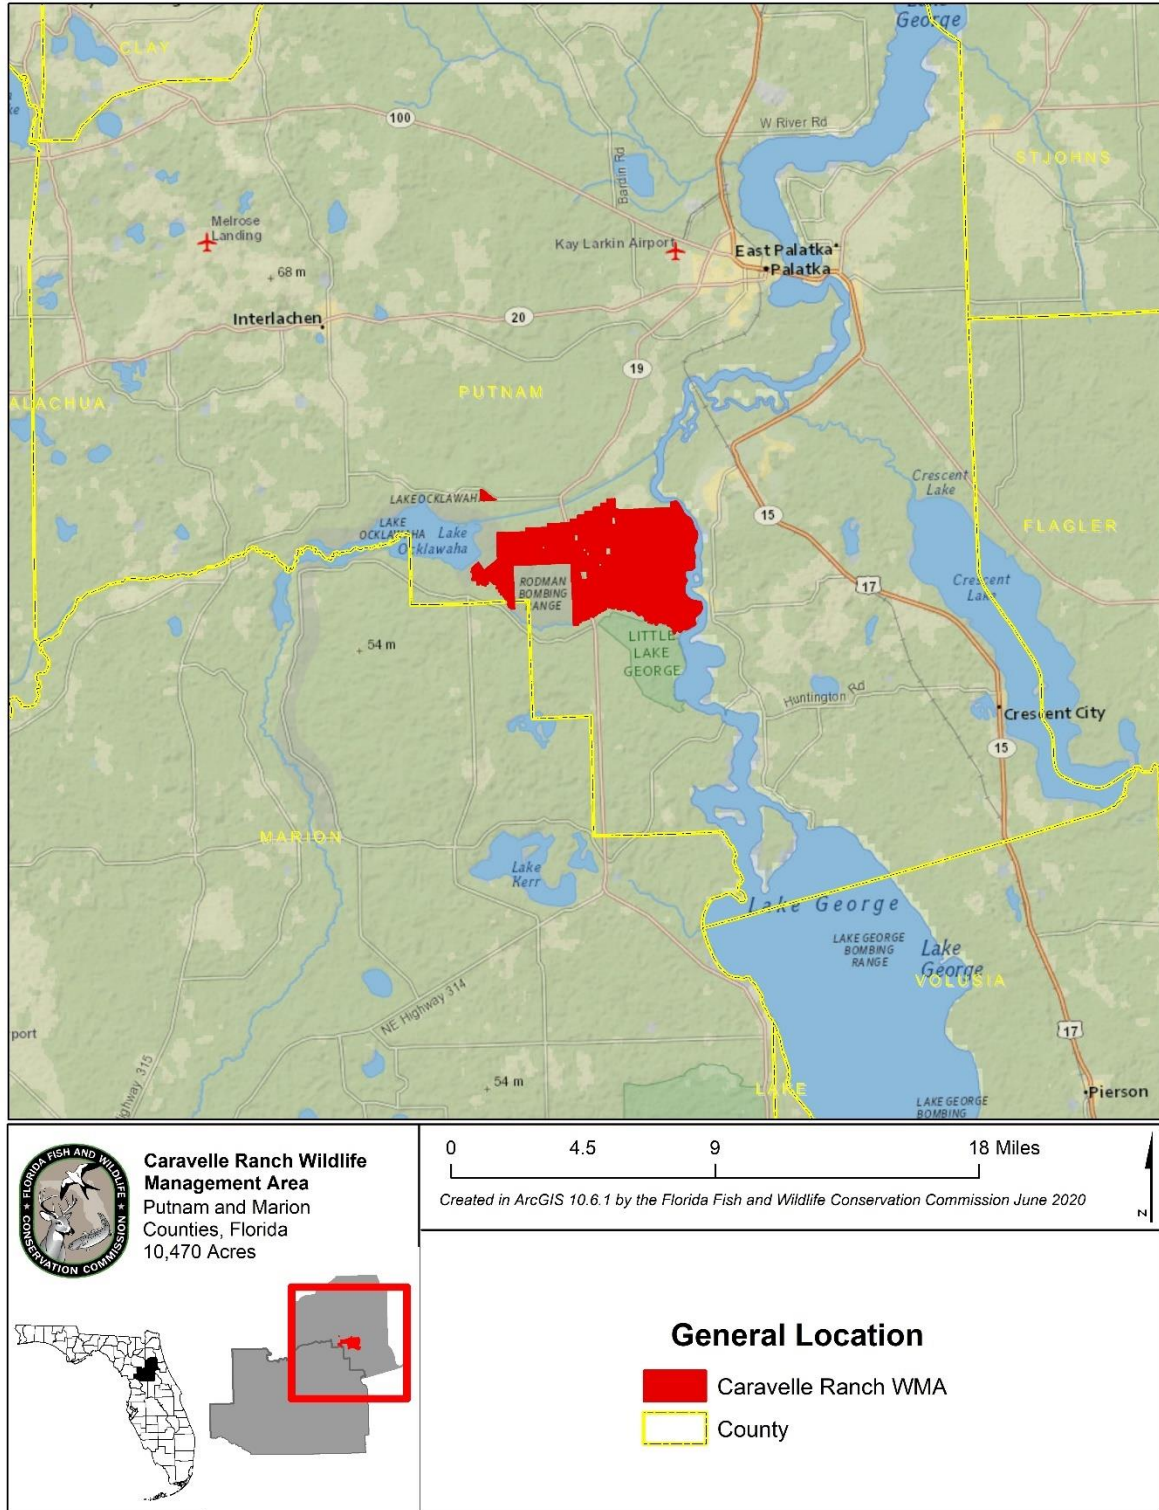 Lake
George
CLAY
100
W River Rd
Bardin Rd
STJOHNS
Melrose
Landing
Kay Larkin Airport
East Palatka
Palatka
68 m
Interlachen
20
19
PUTNAM
ALACHUA
Crescent
Lake
LAKEOCKLAWAH
LAKE
OCKLAWAHA
Lake
Ocklawaha
15
FLAGLER
RODMAN
BOMBING
RANGE
17
Crescent
Lake
54 m
LITTLE
LAKE
GEORGE
Huntington Rd
Crescent City
15
MARION
Lake
Kerr
Lake George
LAKE GEORGE
BOMBING
RANGE
Lake
George
VOLUSIA
NE Highway 314
port
ghway 315
17
54 m
LAKE
Pierson
LAKE GEORGE
BOMBING
FLORIDA FISH AND WILDLIFE
CONSERVATION COMMISSION
Caravelle Ranch Wildlife
Management Area
Putnam and Marion
Counties, Florida
10,470 Acres
0 4.5 9 18 Miles
Created in ArcGIS 10.6.1 by the Florida Fish and Wildlife Conservation Commission June 2020
N
General Location
Caravelle Ranch WMA
County